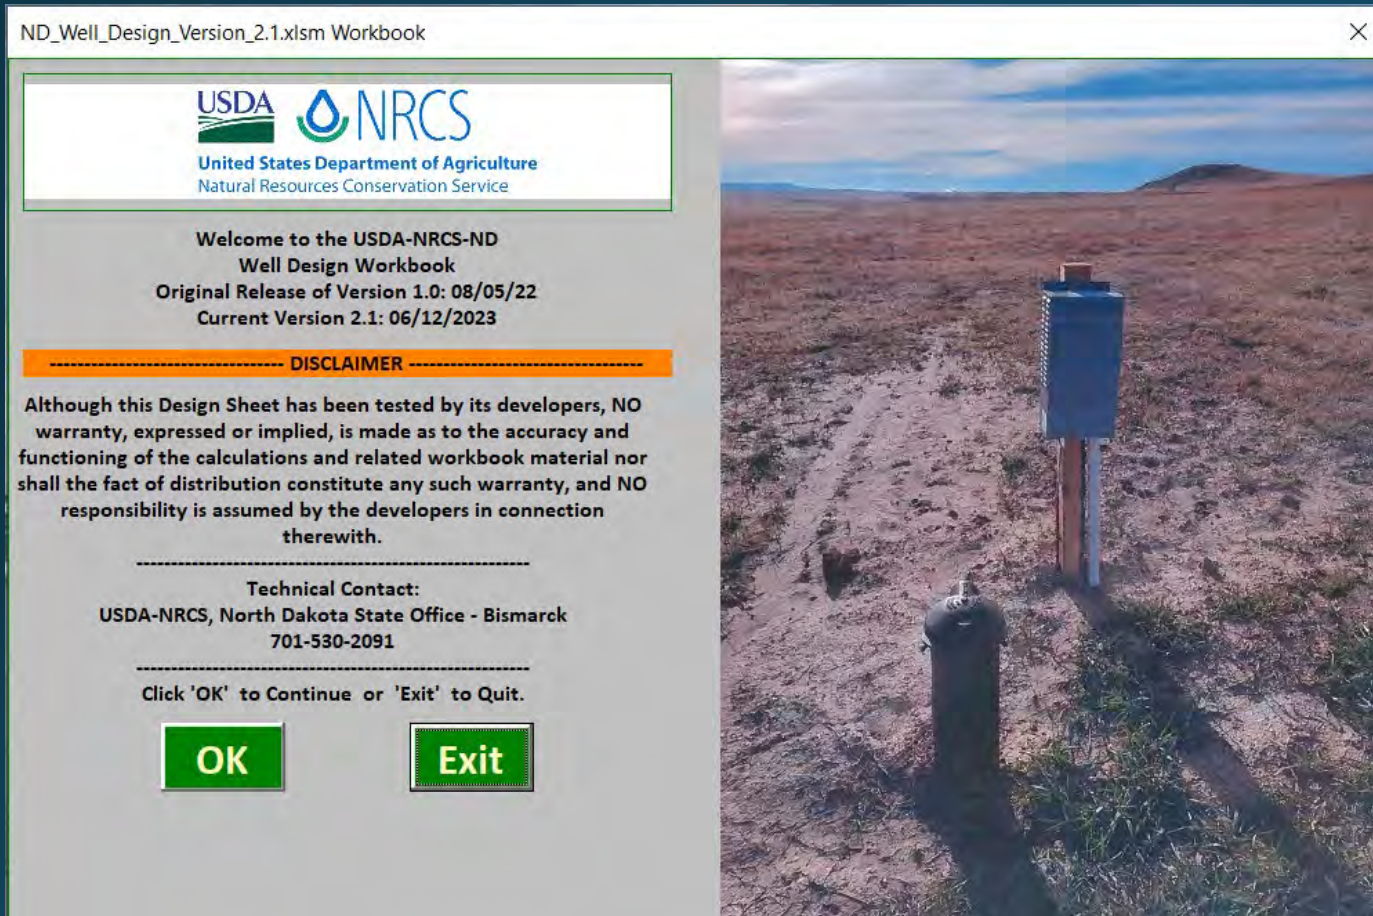 ND_Well_Design_Version_2.1.xlsm Workbook
USDA NRCS
United States Department of Agriculture
Natural Resources Conservation Service
Welcome to the USDA-NRCS-ND
Well Design Workbook
Original Release of Version 1.0: 08/05/22
Current Version 2.1: 06/12/2023
---------------------------------- DISCLAIMER ----------------------------------
Although this Design Sheet has been tested by its developers, NO
warranty, expressed or implied, is made as to the accuracy and
functioning of the calculations and related workbook material nor
shall the fact of distribution constitute any such warranty, and NO
responsibility is assumed by the developers in connection
therewith.
---------------------------------------------------------
Technical Contact:
USDA-NRCS, North Dakota State Office - Bismarck
701-530-2091
---------------------------------------------------------
Click 'OK' to Continue or 'Exit' to Quit.
OK Exit